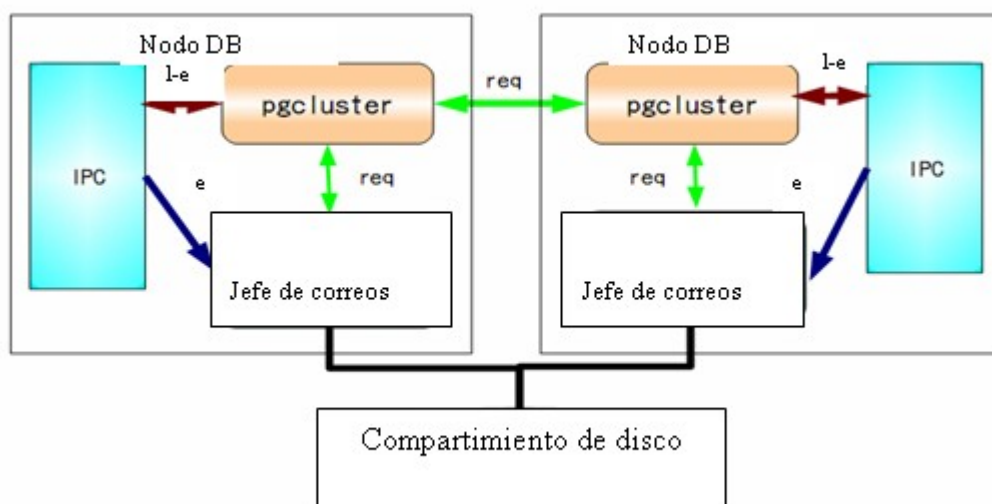 Nodo DB
l-e
pgcluster
IPC
e
req
Jefe de correos
req
Nodo DB
l-e
pgcluster
IPC
req
e
Jefe de correos
Compartimiento de disco